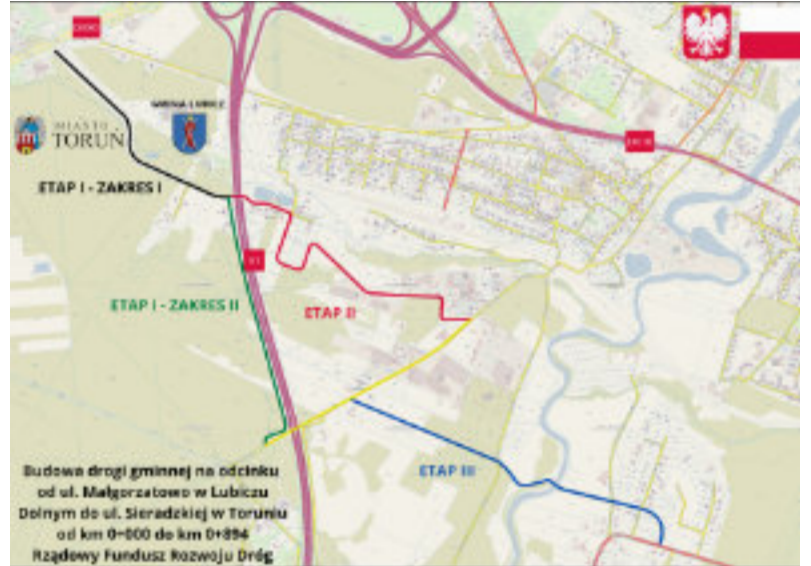 GMINA LUBICZ
MIASTO
TORUŃ
ETAP I - ZAKRES I
ETAP I - ZAKRES II
ETAP II
ETAP III
Budowa drogi gminnej na odcinku
od ul. Małgorzatowo w Lubiczu
Dolnym do ul. Sieradzkiej w Toruniu
od km 0+000 do km 0+894
Rządowy Fundusz Rozwoju Dróg